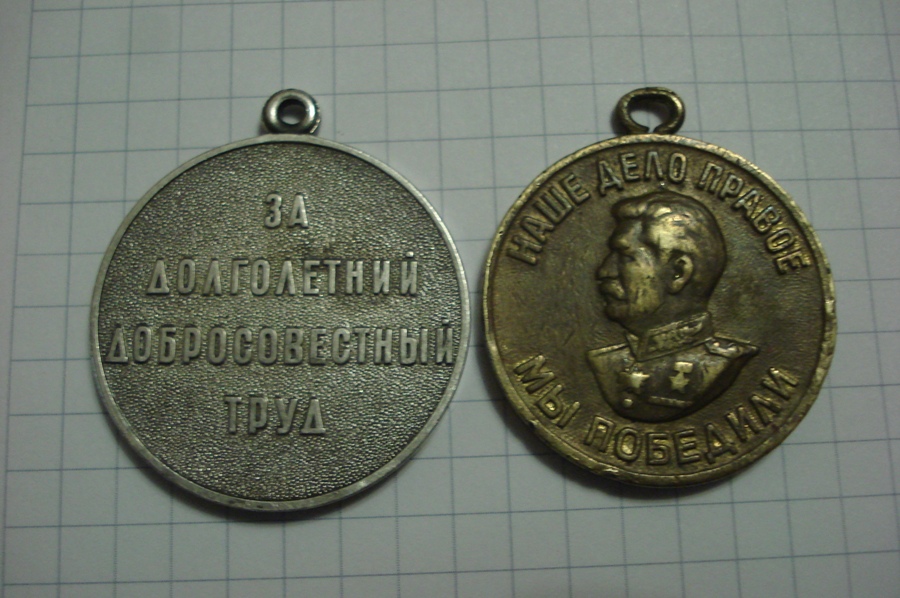 ЗА
ДОЛГОЛЕТНИЙ
ДОБРОСОВЕСТНЫЙ
ТРУД
НАШЕ ДЕЛО ПРАВОЕ
МЫ ПОБЕДИЛИ